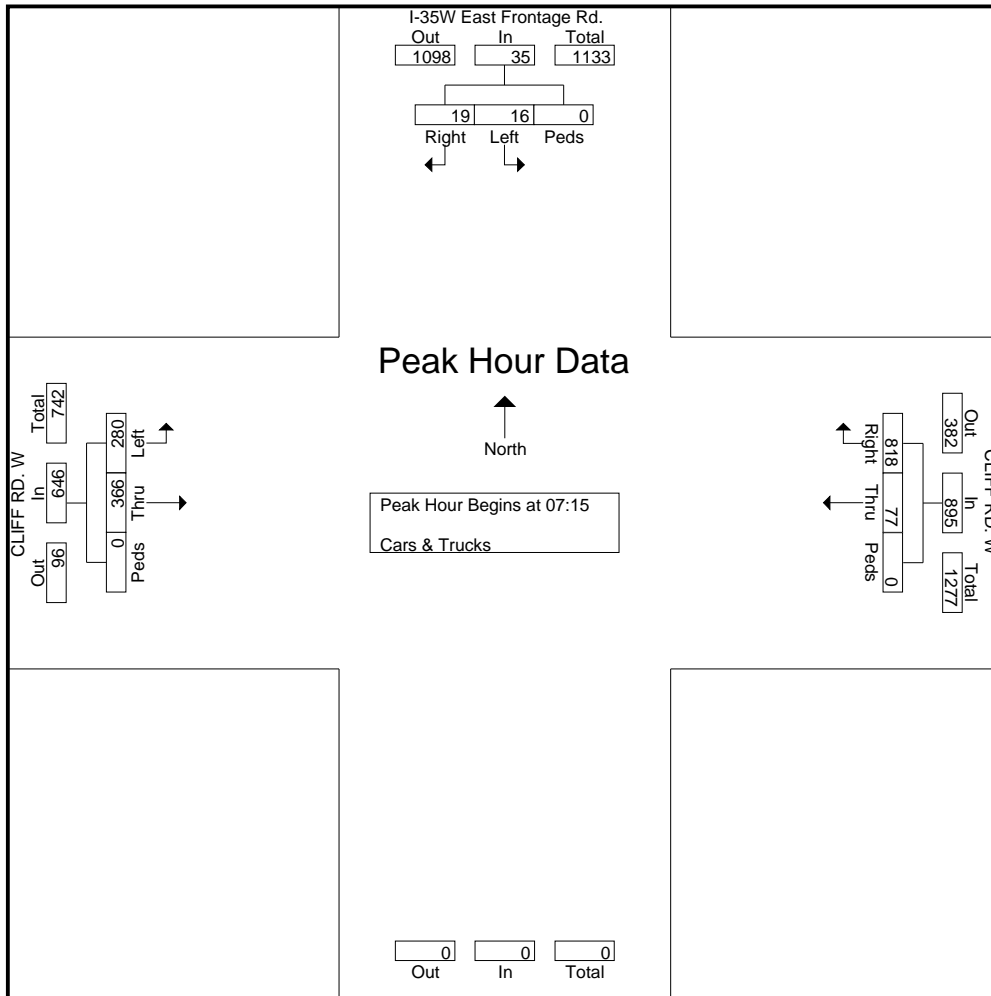 I-35W East Frontage Rd.
Out In Total
1098 35 1133
19 16 0
Right Left Peds
Peak Hour Data
North
Peak Hour Begins at 07:15
Cars & Trucks
CLIFF RD. W
Total In Out
742 646 96
280 366 0
Left Thru Peds
CLIFF RD. W
Out In Total
382 895 1277
818 77 0
Right Thru Peds
0 0 0
Out In Total